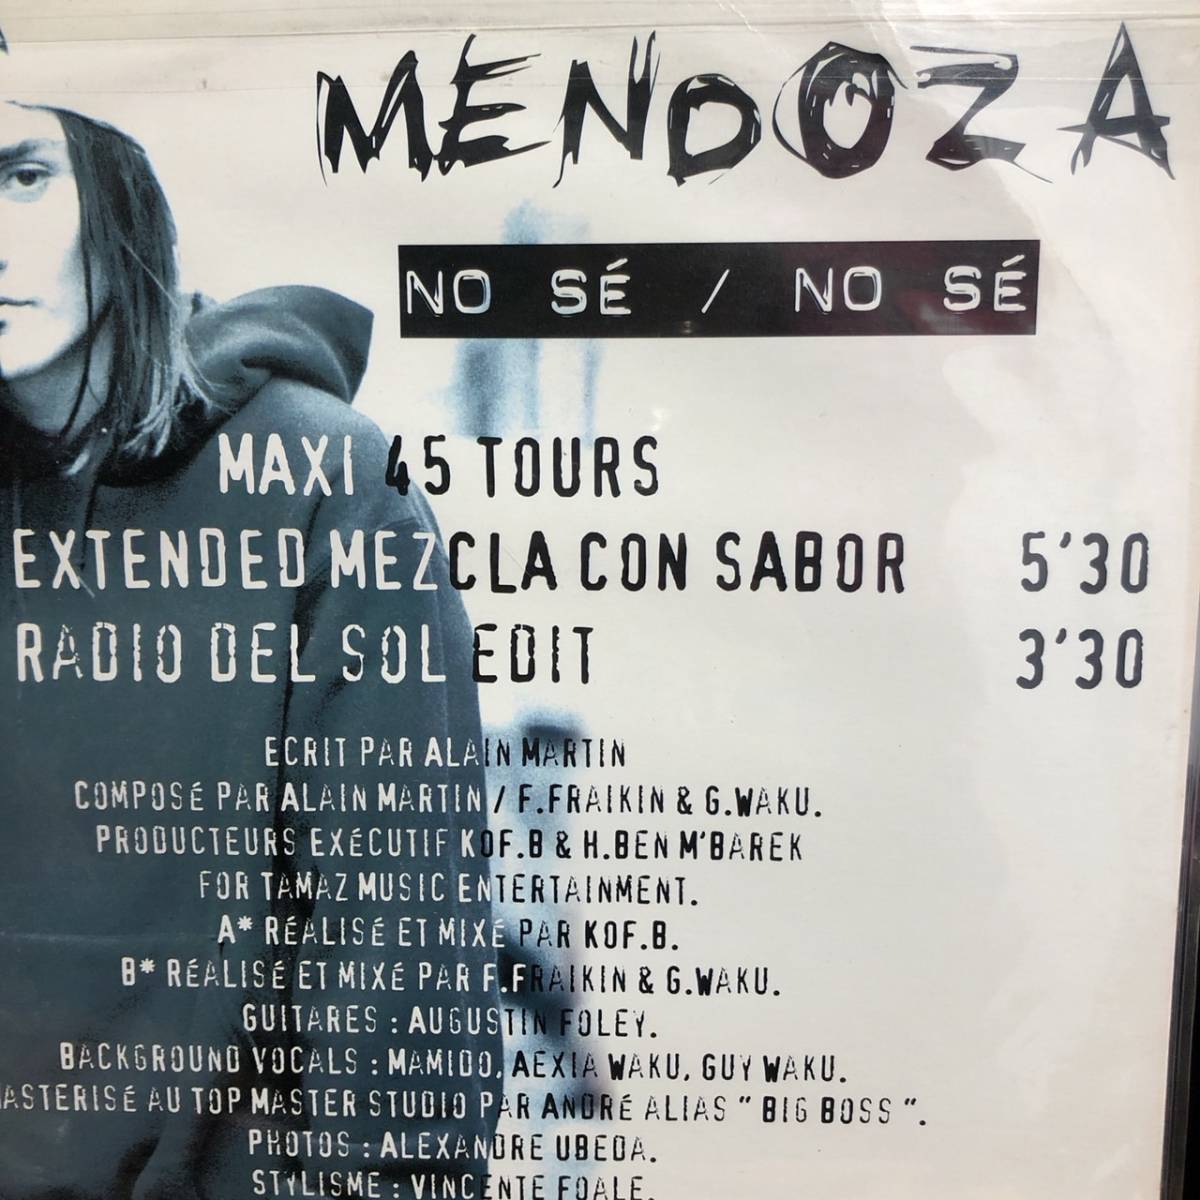 MENDOZA
NO SÉ / NO SÉ
MAXI 45 TOURS
EXTENDED MEZCLA CON SABOR 5'30
RADIO DEL SOL EDIT 3'30
ECRIT PAR ALAIN MARTIN
COMPOSÉ PAR ALAIN MARTIN / F.FRAIKIN & G.WAKU.
PRODUCTEURS EXÉCUTIF KOF.B & H.BEN M'BAREK
FOR TAMAZ MUSIC ENTERTAINMENT.
A* RÉALISÉ ET MIXÉ PAR KOF.B.
B* RÉALISÉ ET MIXÉ PAR F.FRAIKIN & G.WAKU.
GUITARES : AUGUSTIN FOLEY.
BACKGROUND VOCALS : MAMIDO, AEXIA WAKU, GUY WAKU.
ASTERISÉ AU TOP MASTER STUDIO PAR ANDRÉ ALIAS " BIG BOSS ".
PHOTOS : ALEXANDRE UBEDA.
STYLISME : VINCENTE FOALE.